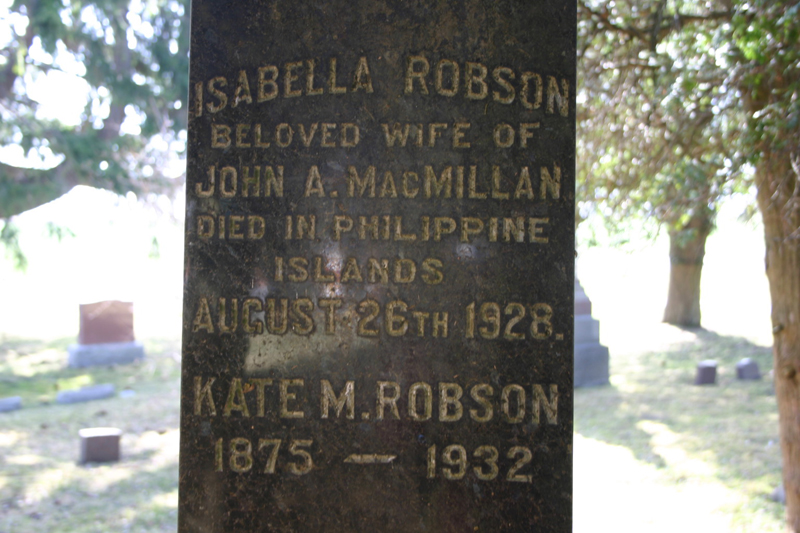 ISABELLA ROBSON
BELOVED WIFE OF
JOHN A. MACMILLAN
DIED IN PHILIPPINE
ISLANDS
AUGUST 26TH 1928.
KATE M. ROBSON
1875 — 1932